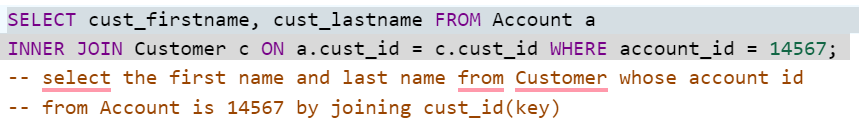 SELECT cust_firstname, cust_lastname FROM Account a
INNER JOIN Customer c ON a.cust_id = c.cust_id WHERE account_id = 14567;
-- select the first name and last name from Customer whose account id
-- from Account is 14567 by joining cust_id(key)